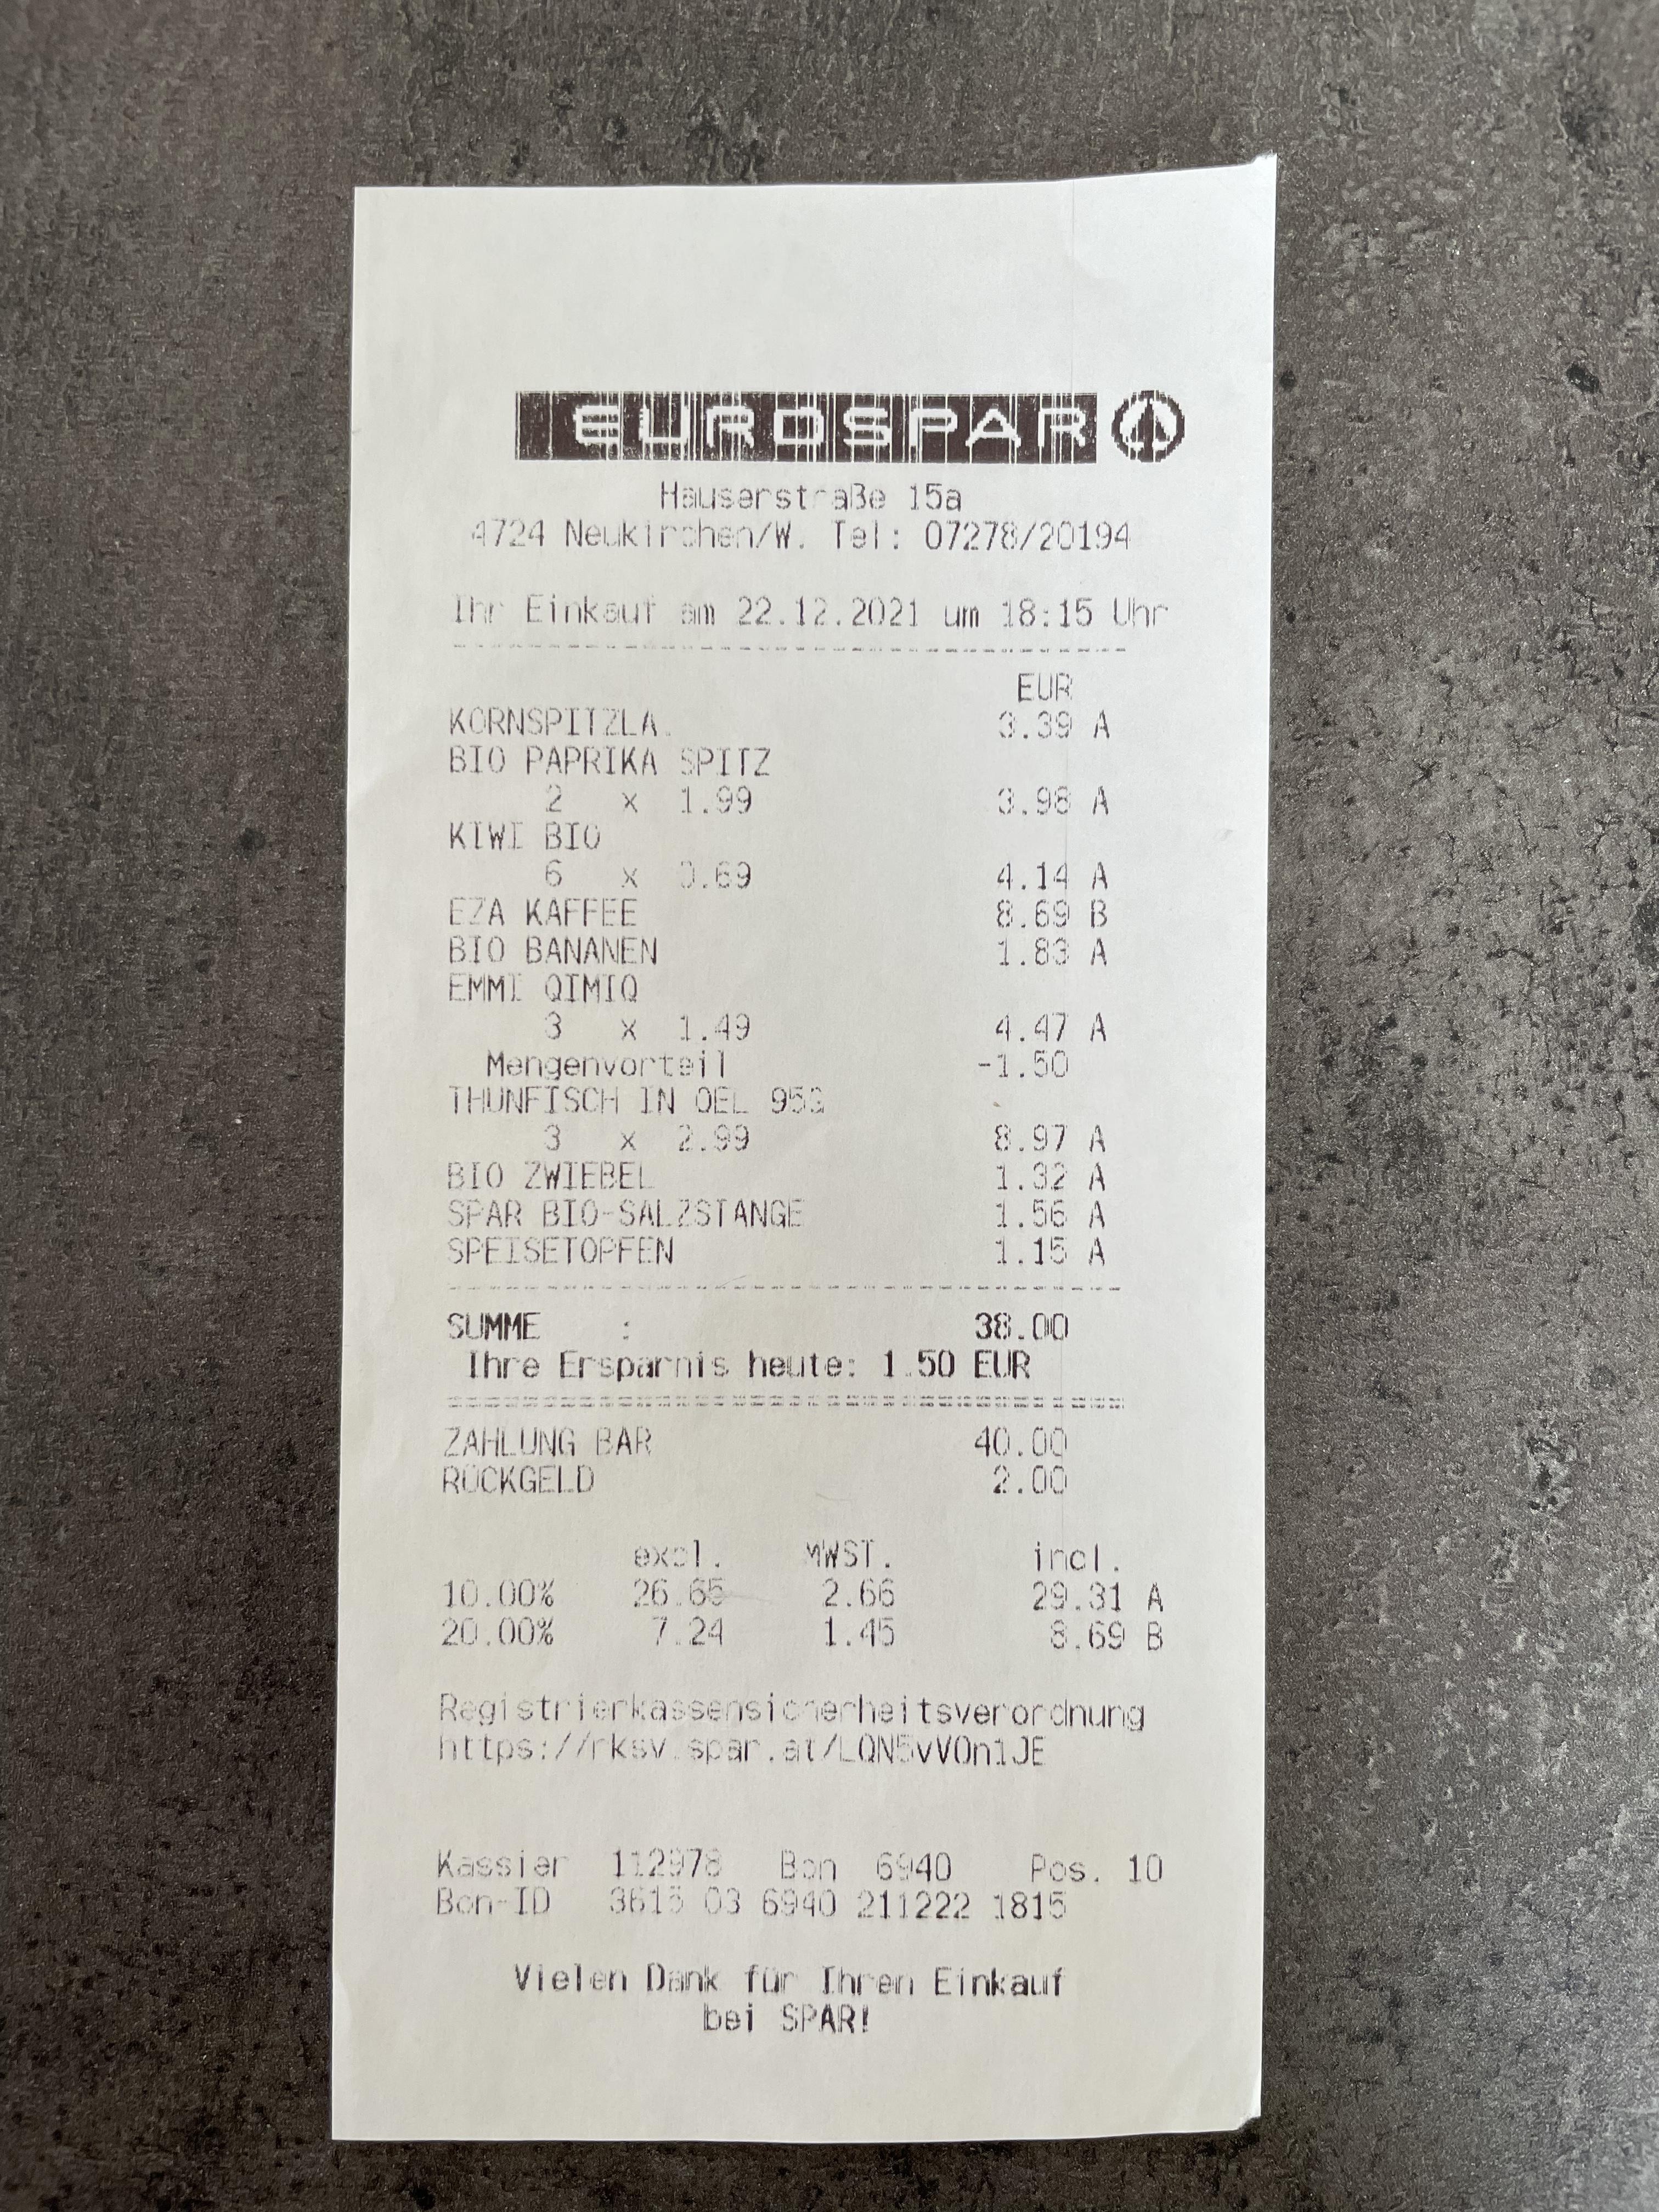 EUROSPAR
Hauserstraße 15a
4724 Neukirchen/W. Tel: 07278/20194
Ihr Einkauf am 22.12.2021 um 18:15 Uhr
EUR
KORNSPITZLA. 3.39 A
BIO PAPRIKA SPITZ
2 x 1.99 3.98 A
KIWI BIO
6 x 0.69 4.14 A
EZA KAFFEE 8.69 B
BIO BANANEN 1.83 A
EMMI QIMIQ
3 x 1.49 4.47 A
Mengenvorteil -1.50
THUNFISCH IN OEL 95G
3 x 2.99 8.97 A
BIO ZWIEBEL 1.32 A
SPAR BIO-SALZSTANGE 1.56 A
SPEISETOPFEN 1.15 A
SUMME : 38.00
Ihre Ersparnis heute: 1.50 EUR
ZAHLUNG BAR 40.00
RÜCKGELD 2.00
excl. MWST. incl.
10.00% 26.65 2.66 29.31 A
20.00% 7.24 1.45 8.69 B
Registrierkassensicherheitsverordnung
https://rksv.spar.at/LQN5vVOn1JE
Kassier 112978 Bon 6940 Pos. 10
Bon-ID 3615 03 6940 211222 1815
Vielen Dank für Ihren Einkauf
bei SPAR!